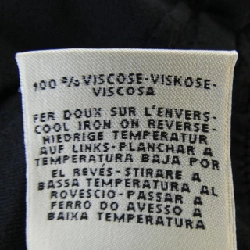 100 % VISCOSE-VISKOSE-
VISCOSA
FER DOUX SUR L'ENVERS-
COOL IRON ON REVERSE-
NIEDRIGE TEMPERATUR
AUF LINKS-PLANCHAR A
TEMPERATURA BAJA POR
EL REVÉS-STIRARE A
BASSA TEMPERATURA AL
ROVESCIO-PASSAR A
FERRO DO AVESSO A
BAIXA TEMPERATURA